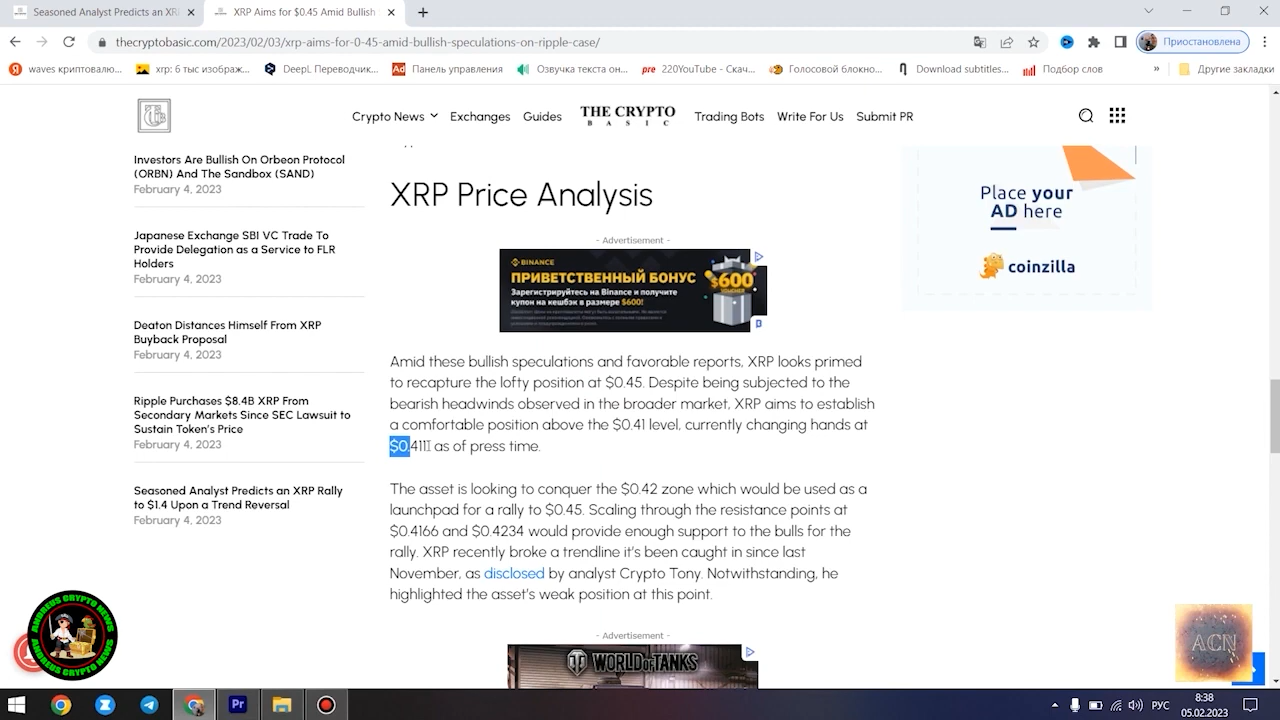 Seasoned Analyst Predicts an XRP
XRP Aims for $0.45 Amid Bullish
thecryptobasic.com/2023/02/03/xrp-aims-for-0-45-amid-bullish-speculations-on-ripple-case/
Приостановлена
waves криптовалю...
xrp: 6 тыс изображ...
DeepL Переводчик...
Панель управления
Озвучка текста он...
220YouTube - Скач...
Голосовой блокно...
Download subtitles...
Подбор слов
»
Другие закладки
Crypto News
Exchanges
Guides
THE CRYPTO
BASIC
Trading Bots
Write For Us
Submit PR
Investors Are Bullish On Orbeon Protocol
(ORBN) And The Sandbox (SAND)
February 4, 2023
Japanese Exchange SBI VC Trade To
Provide Delegation as a Service to FLR
Holders
February 4, 2023
Deaton Distances Himself From XRP
Buyback Proposal
February 4, 2023
Ripple Purchases $8.4B XRP From
Secondary Markets Since SEC Lawsuit to
Sustain Token's Price
February 4, 2023
Seasoned Analyst Predicts an XRP Rally
to $1.4 Upon a Trend Reversal
February 4, 2023
XRP Price Analysis
- Advertisement -
BINANCE
ПРИВЕТСТВЕННЫЙ БОНУС
Зарегистрируйтесь на Binance и получите
купон на кешбэк в размере $600!
$600
VOUCHER
Amid these bullish speculations and favorable reports, XRP looks primed
to recapture the lofty position at $0.45. Despite being subjected to the
bearish headwinds observed in the broader market, XRP aims to establish
a comfortable position above the $0.41 level, currently changing hands at
$0.411 as of press time.
The asset is looking to conquer the $0.42 zone which would be used as a
launchpad for a rally to $0.45. Scaling through the resistance points at
$0.4166 and $0.4234 would provide enough support to the bulls for the
rally. XRP recently broke a trendline it's been caught in since last
November, as disclosed by analyst Crypto Tony. Notwithstanding, he
highlighted the asset's weak position at this point.
- Advertisement -
WORLD OF TANKS
Place your
AD here
coinzilla
ANDREUS CRYPTO NEWS
ANDREUS CRYPTO NEWS
ACN
РУС
8:38
05.02.2023